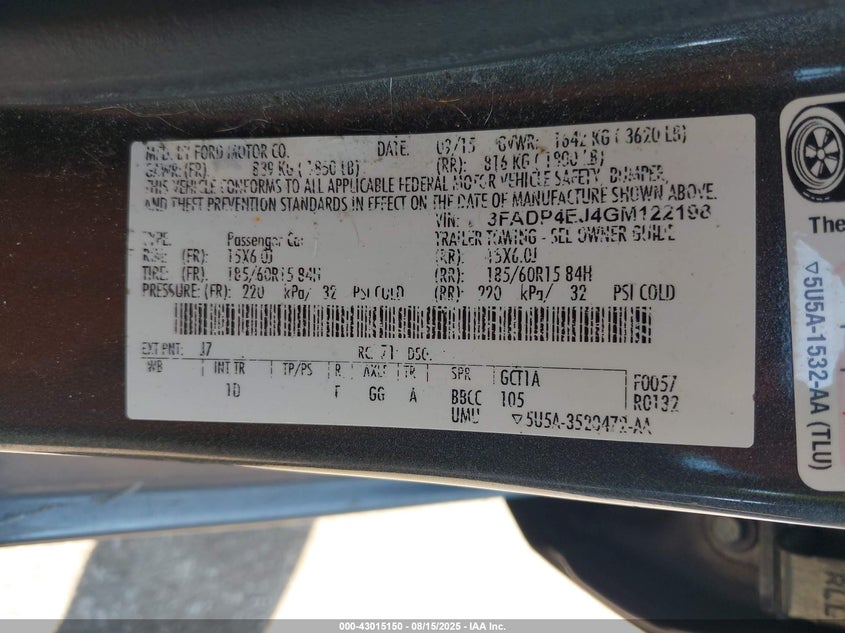 MFD. BY FORD MOTOR CO. DATE: 09/15 GVWR: 1642 KG ( 3620 LB)
GAWR: (FR) 839 KG ( 1850 LB) (RR): 816 KG ( 1800 LB)
THIS VEHICLE CONFORMS TO ALL APPLICABLE FEDERAL MOTOR VEHICLE SAFETY, BUMPER,
AND THEFT PREVENTION STANDARDS IN EFFECT ON THE DATE OF MANUFACTURE SHOWN ABOVE.
VIN: 3FADP4EJ4GM122198
TYPE: Passenger Car TRAILER TOWING - SEE OWNER GUIDE
RIMS: (FR): 15X6.0J (RR): 15X6.0J
TIRE: (FR): 185/60R15 84H (RR): 185/60R15 84H
PRESSURE: (FR): 220 kPa/ 32 PSI COLD (RR): 220 kPa/ 32 PSI COLD
EXT PNT: J7 RC: 71 DSO:
WB INT TR TP/PS R AXLE TR SPR GCT1A F0057
1D F GG A BBCC 105 R0132
UMU ▽5U5A-3520472-AA
The
▽5U5A-1532-AA (TLU)
000-43015150 | 08/15/2025 - IAA Inc.